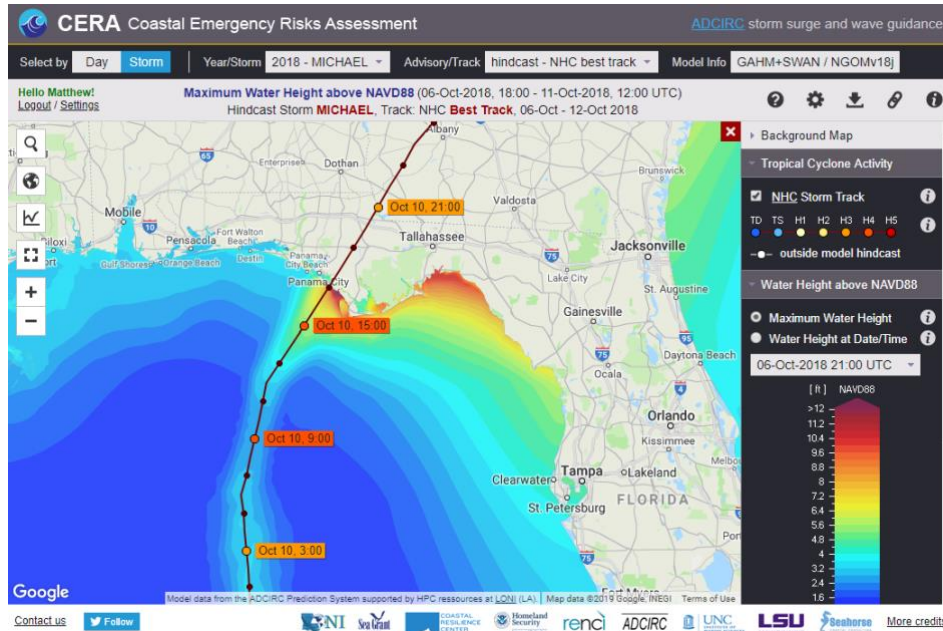 CERA Coastal Emergency Risks Assessment
ADCIRC storm surge and wave guidance
Select by Day Storm Year/Storm 2018 - MICHAEL Advisory/Track hindcast - NHC best track Model Info GAHM+SWAN / NGOMv18j
Hello Matthew!
Logout / Settings
Maximum Water Height above NAVD88 (06-Oct-2018, 18:00 - 11-Oct-2018, 12:00 UTC)
Hindcast Storm MICHAEL, Track: NHC Best Track, 06-Oct - 12-Oct 2018
Albany
Enterprise
Dothan
Brunswick
Oct 10, 21:00
Valdosta
Mobile
Pensacola
Fort Walton
Beach
Tallahassee
Biloxi
Gulf Shores
Orange Beach
Destin
Panama
City Beach
Panama City
Jacksonville
Lake City
St. Augustine
Gainesville
Oct 10, 15:00
Daytona Beach
Ocala
Orlando
Kissimmee
Oct 10, 9:00
Clearwater
Tampa
Lakeland
St. Petersburg
FLORIDA
Oct 10, 3:00
Google
Model data from the ADCIRC Prediction System supported by HPC ressources at LONI (LA).
Map data ©2019 Google, INEGI
Terms of Use
Background Map
Tropical Cyclone Activity
NHC Storm Track
TD TS H1 H2 H3 H4 H5
outside model hindcast
Water Height above NAVD88
Maximum Water Height
Water Height at Date/Time
06-Oct-2018 21:00 UTC
[ft] NAVD88
>12
11.2
10.4
9.6
8.8
8
7.2
6.4
5.6
4.8
4
3.2
2.4
1.6
Contact us
Follow
LONI
Sea Grant
COASTAL
RESILIENCE
CENTER
Homeland
Security
renci
ADCIRC
UNC
LSU
Seahorse
More credits